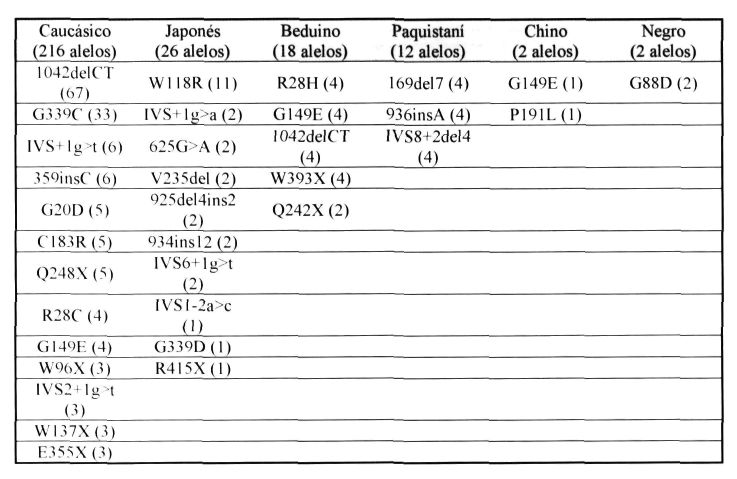 Caucásico Japonés Beduino Paquistaní Chino Negro
(216 alelos) (26 alelos) (18 alelos) (12 alelos) (2 alelos) (2 alelos)
1042delCT
(67) W118R (11) R28H (4) 169del7 (4) G149E (1) G88D (2)
G339C (33) IVS+1g>a (2) G149E (4) 936insA (4) P191L (1)
IVS+1g>t (6) 625G>A (2) 1042delCT
(4) IVS8+2del4
(4)
359insC (6) V235del (2) W393X (4)
G20D (5) 925del4ins2
(2) Q242X (2)
C183R (5) 934ins12 (2)
Q248X (5) IVS6+1g>t
(2)
R28C (4) IVS1-2a>c
(1)
G149E (4) G339D (1)
W96X (3) R415X (1)
IVS2+1g>t
(3)
W137X (3)
E355X (3)